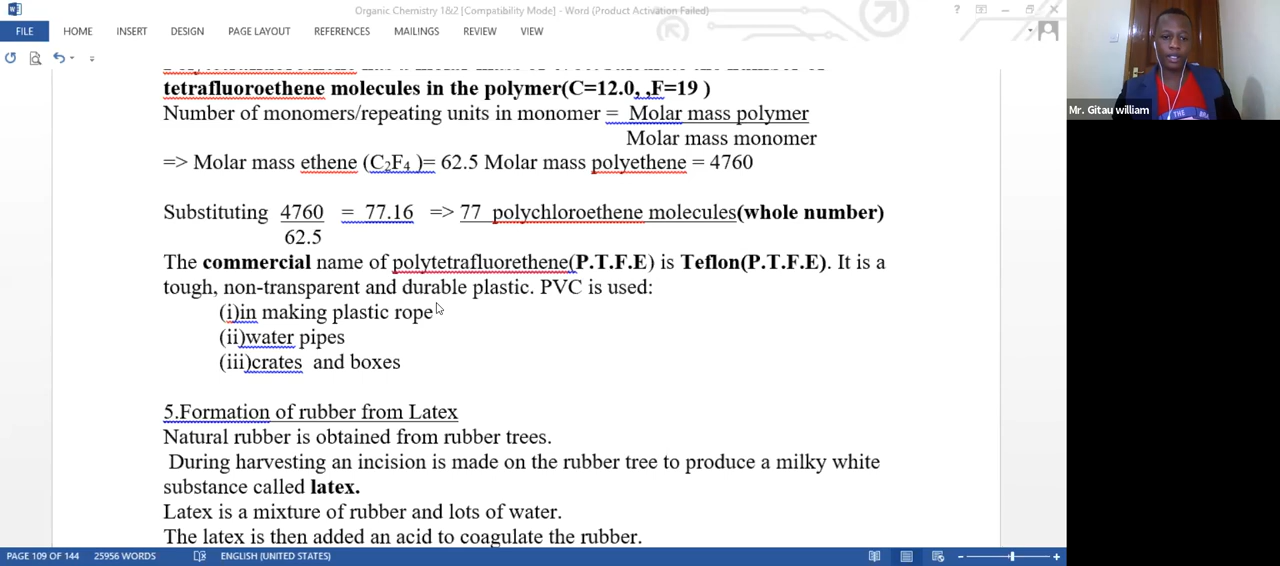 Organic Chemistry 1&2 [Compatibility Mode] - Word (Product Activation Failed)
FILE HOME INSERT DESIGN PAGE LAYOUT REFERENCES MAILINGS REVIEW VIEW
tetrafluoroethene molecules in the polymer(C=12.0, ,F=19 )
Number of monomers/repeating units in monomer = Molar mass polymer
Molar mass monomer
=> Molar mass ethene (C₂F₄ )= 62.5 Molar mass polyethene = 4760
Substituting 4760 = 77.16 => 77 polychloroethene molecules(whole number)
62.5
The commercial name of polytetrafluorethene(P.T.F.E) is Teflon(P.T.F.E). It is a
tough, non-transparent and durable plastic. PVC is used:
(i)in making plastic rope
(ii)water pipes
(iii)crates and boxes
5.Formation of rubber from Latex
Natural rubber is obtained from rubber trees.
During harvesting an incision is made on the rubber tree to produce a milky white
substance called latex.
Latex is a mixture of rubber and lots of water.
The latex is then added an acid to coagulate the rubber.
PAGE 109 OF 144 25956 WORDS ENGLISH (UNITED STATES)
Mr. Gitau william